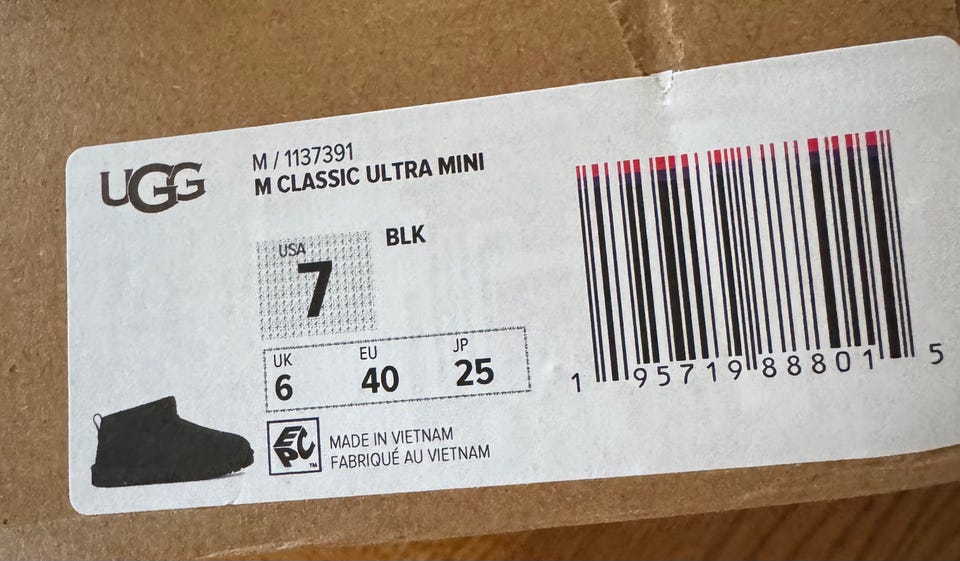 UGG
M / 1137391
M CLASSIC ULTRA MINI
BLK
USA
7
UK EU JP
6 40 25
EPC™
MADE IN VIETNAM
FABRIQUÉ AU VIETNAM
1 95719 88801 5